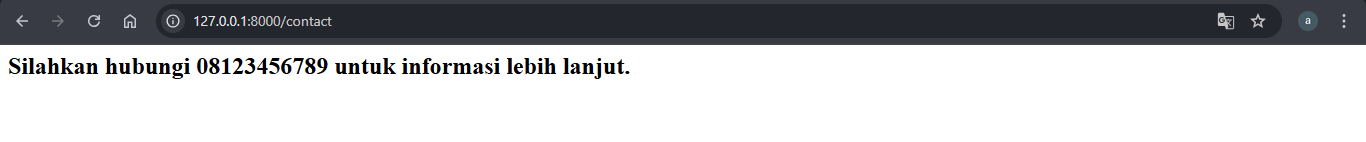 127.0.0.1:8000/contact
a
Silahkan hubungi 08123456789 untuk informasi lebih lanjut.